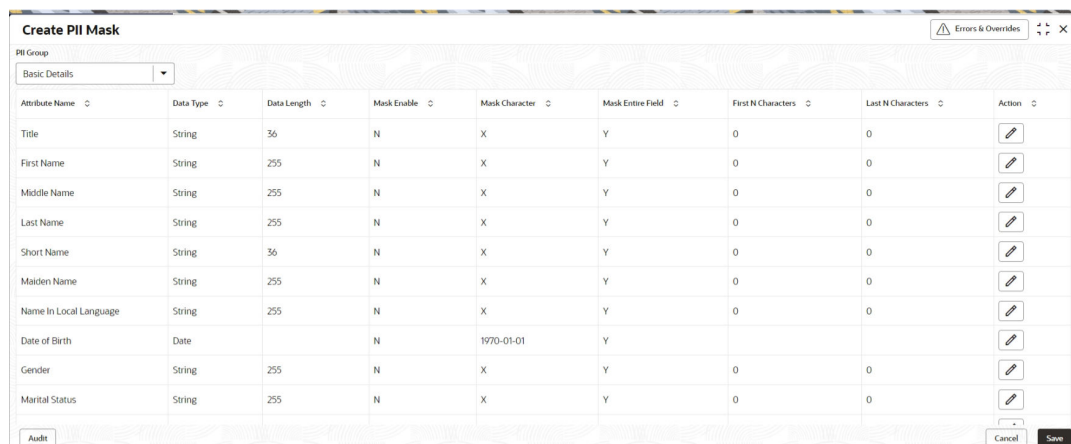 Create PII Mask
Errors & Overrides
PII Group
Basic Details
Attribute Name Data Type Data Length Mask Enable Mask Character Mask Entire Field First N Characters Last N Characters Action
Title String 36 N X Y 0 0
First Name String 255 N X Y 0 0
Middle Name String 255 N X Y 0 0
Last Name String 255 N X Y 0 0
Short Name String 36 N X Y 0 0
Maiden Name String 255 N X Y 0 0
Name In Local Language String 255 N X Y 0 0
Date of Birth Date N 1970-01-01 Y
Gender String 255 N X Y 0 0
Marital Status String 255 N X Y 0 0
Audit Cancel Save